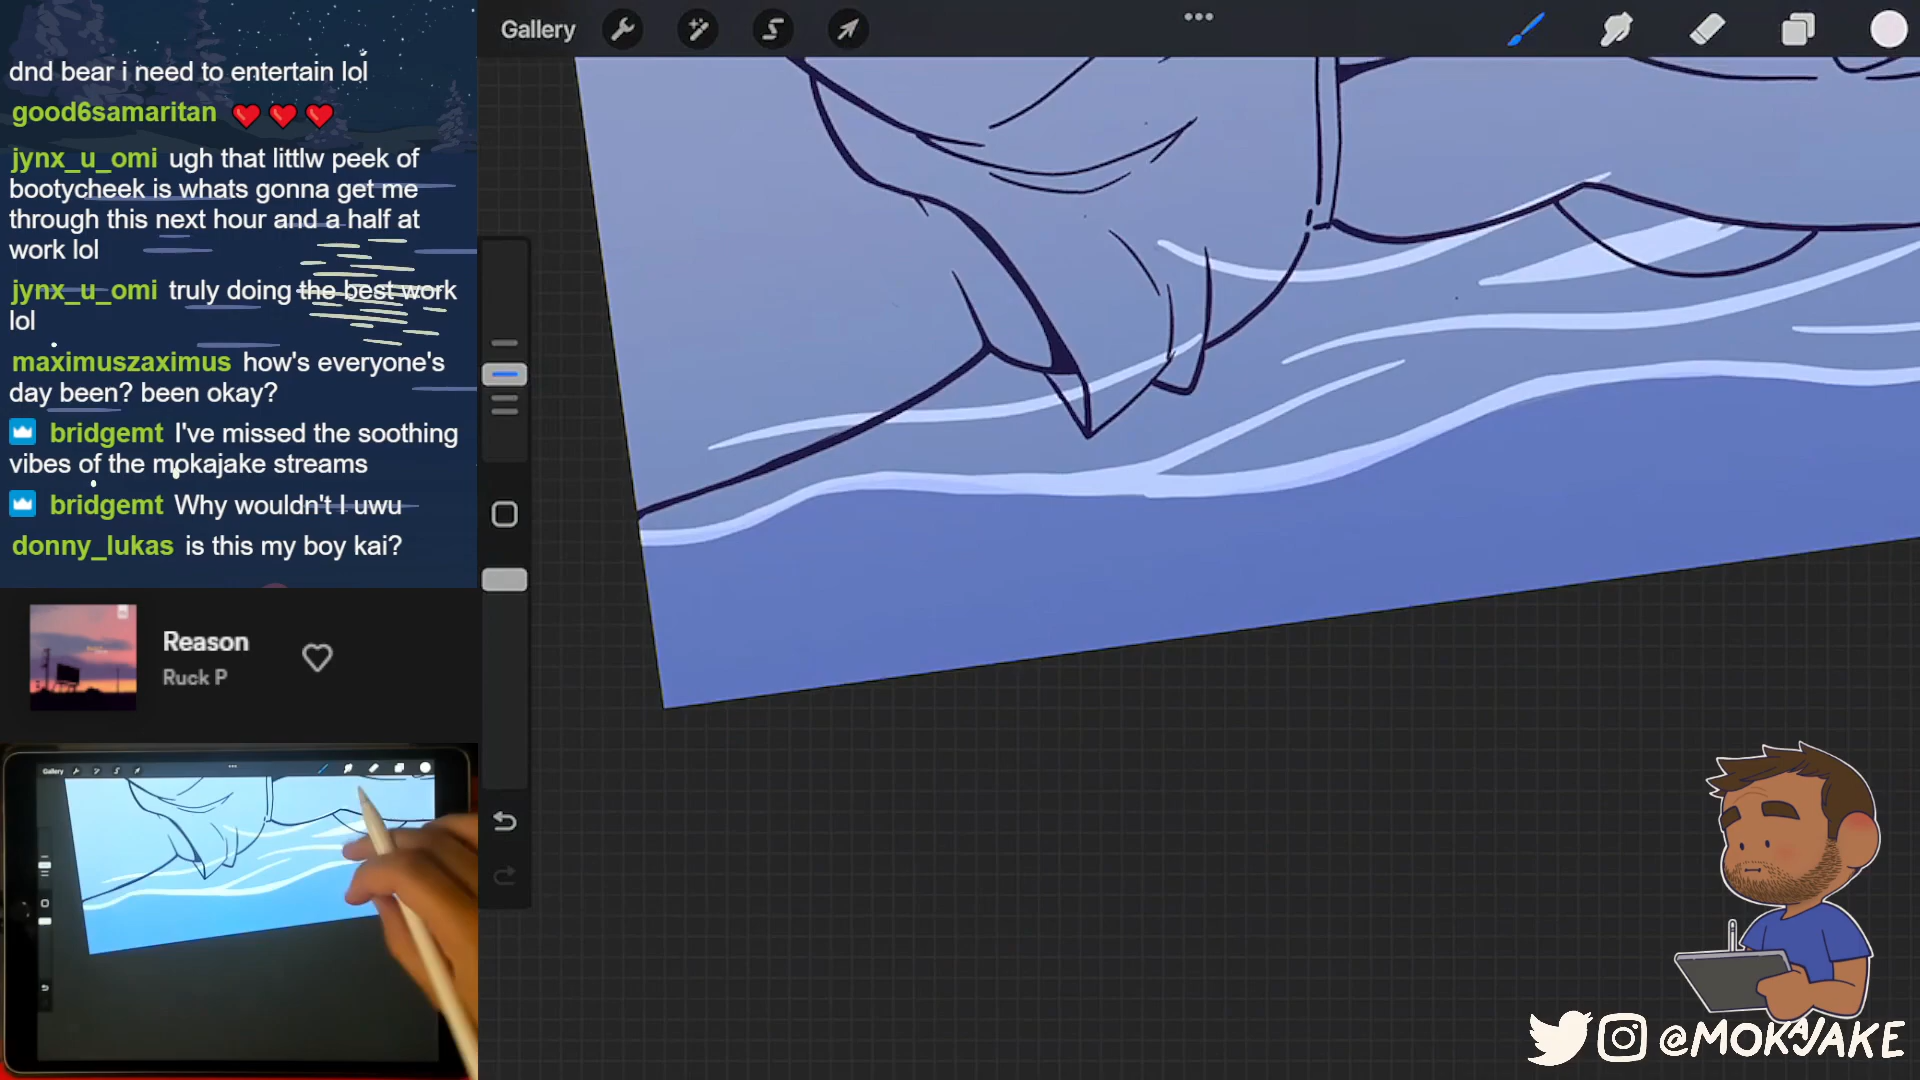 dnd bear i need to entertain lol
good6samaritan
jynx_u_omi ugh that littlw peek of
bootycheek is whats gonna get me
through this next hour and a half at
work lol
jynx_u_omi truly doing the best work
lol
maximuszaximus how's everyone's
day been? been okay?
bridgemt I've missed the soothing
vibes of the mokajake streams
bridgemt Why wouldn't I uwu
donny_lukas is this my boy kai?
Reason
Ruck P
Gallery
Gallery
@MOKAJAKE